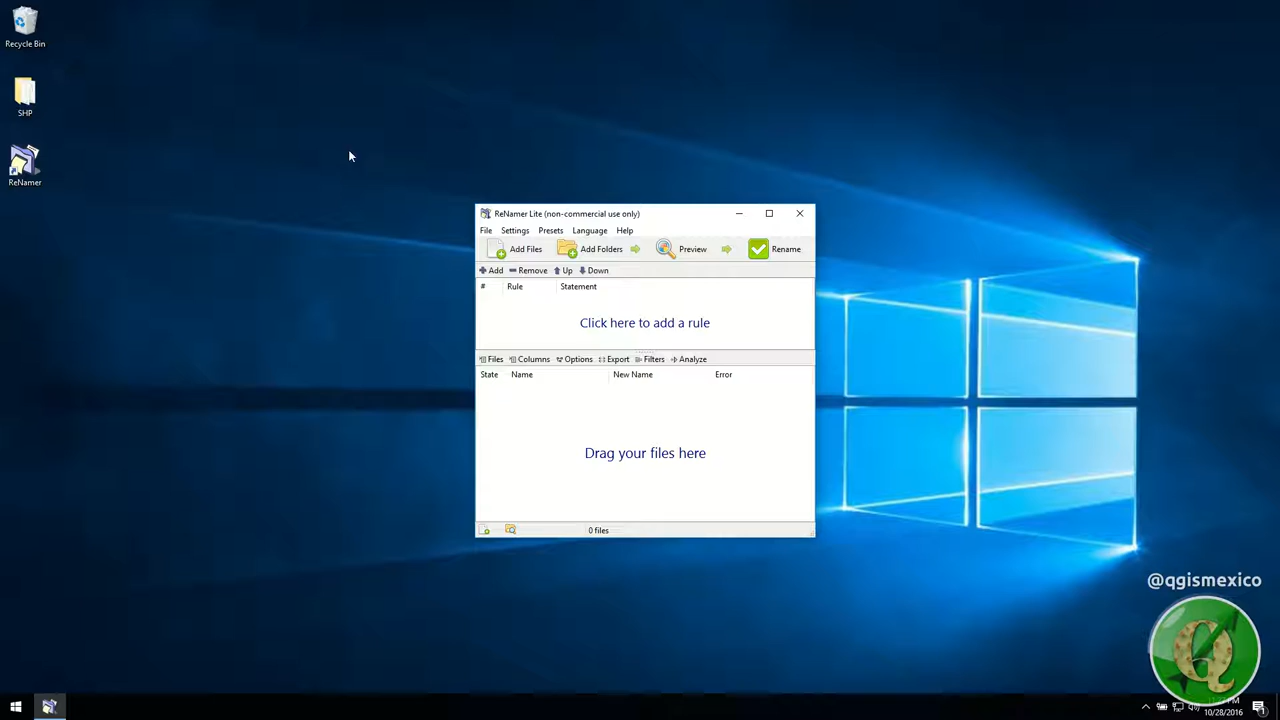 Recycle Bin
SHP
ReNamer
ReNamer Lite (non-commercial use only)
File Settings Presets Language Help
Add Files Add Folders Preview Rename
Add Remove Up Down
# Rule Statement
Click here to add a rule
Files Columns Options Export Filters Analyze
State Name New Name Error
Drag your files here
0 files
@qgismexico
Q
10/28/2016
1